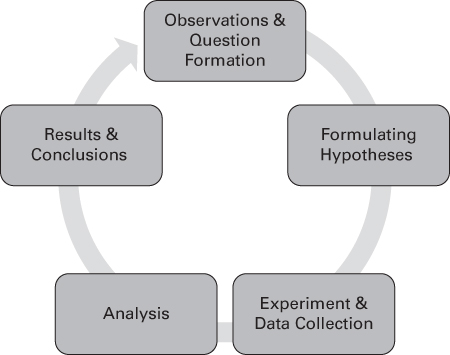 Observations &
Question
Formation
Formulating
Hypotheses
Experiment &
Data Collection
Analysis
Results &
Conclusions